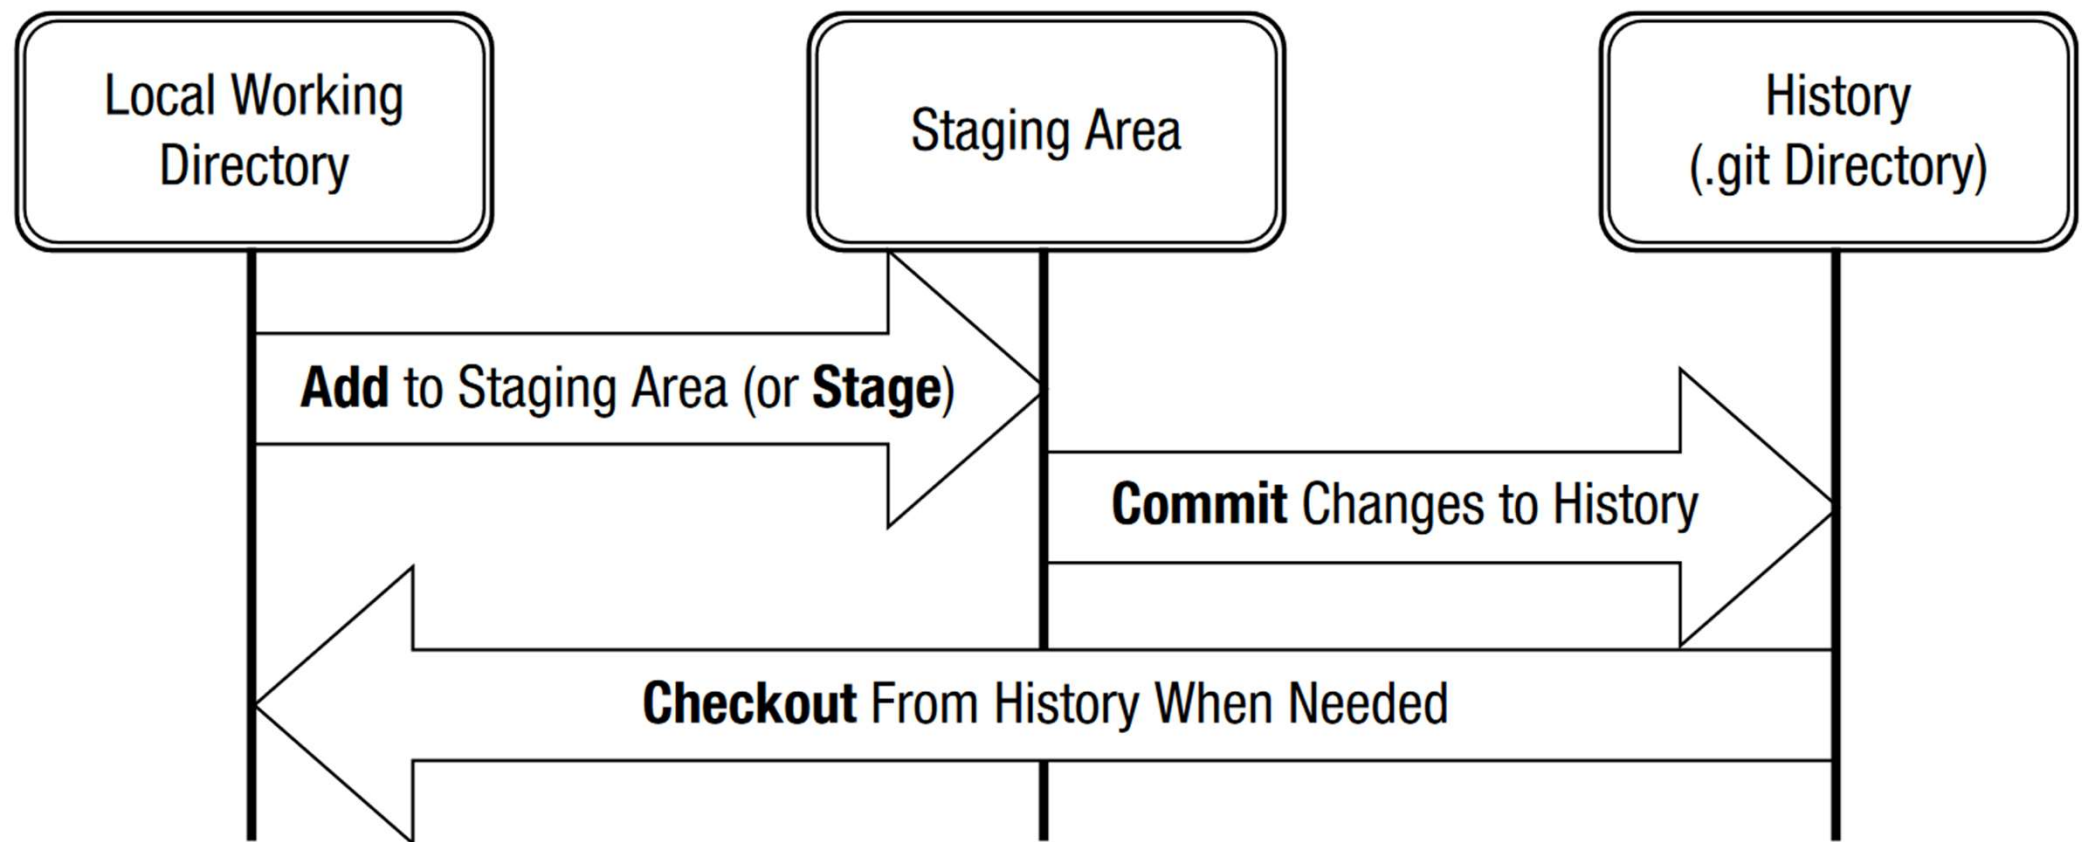 Local Working
Directory
Staging Area
History
(.git Directory)
Add to Staging Area (or Stage)
Commit Changes to History
Checkout From History When Needed